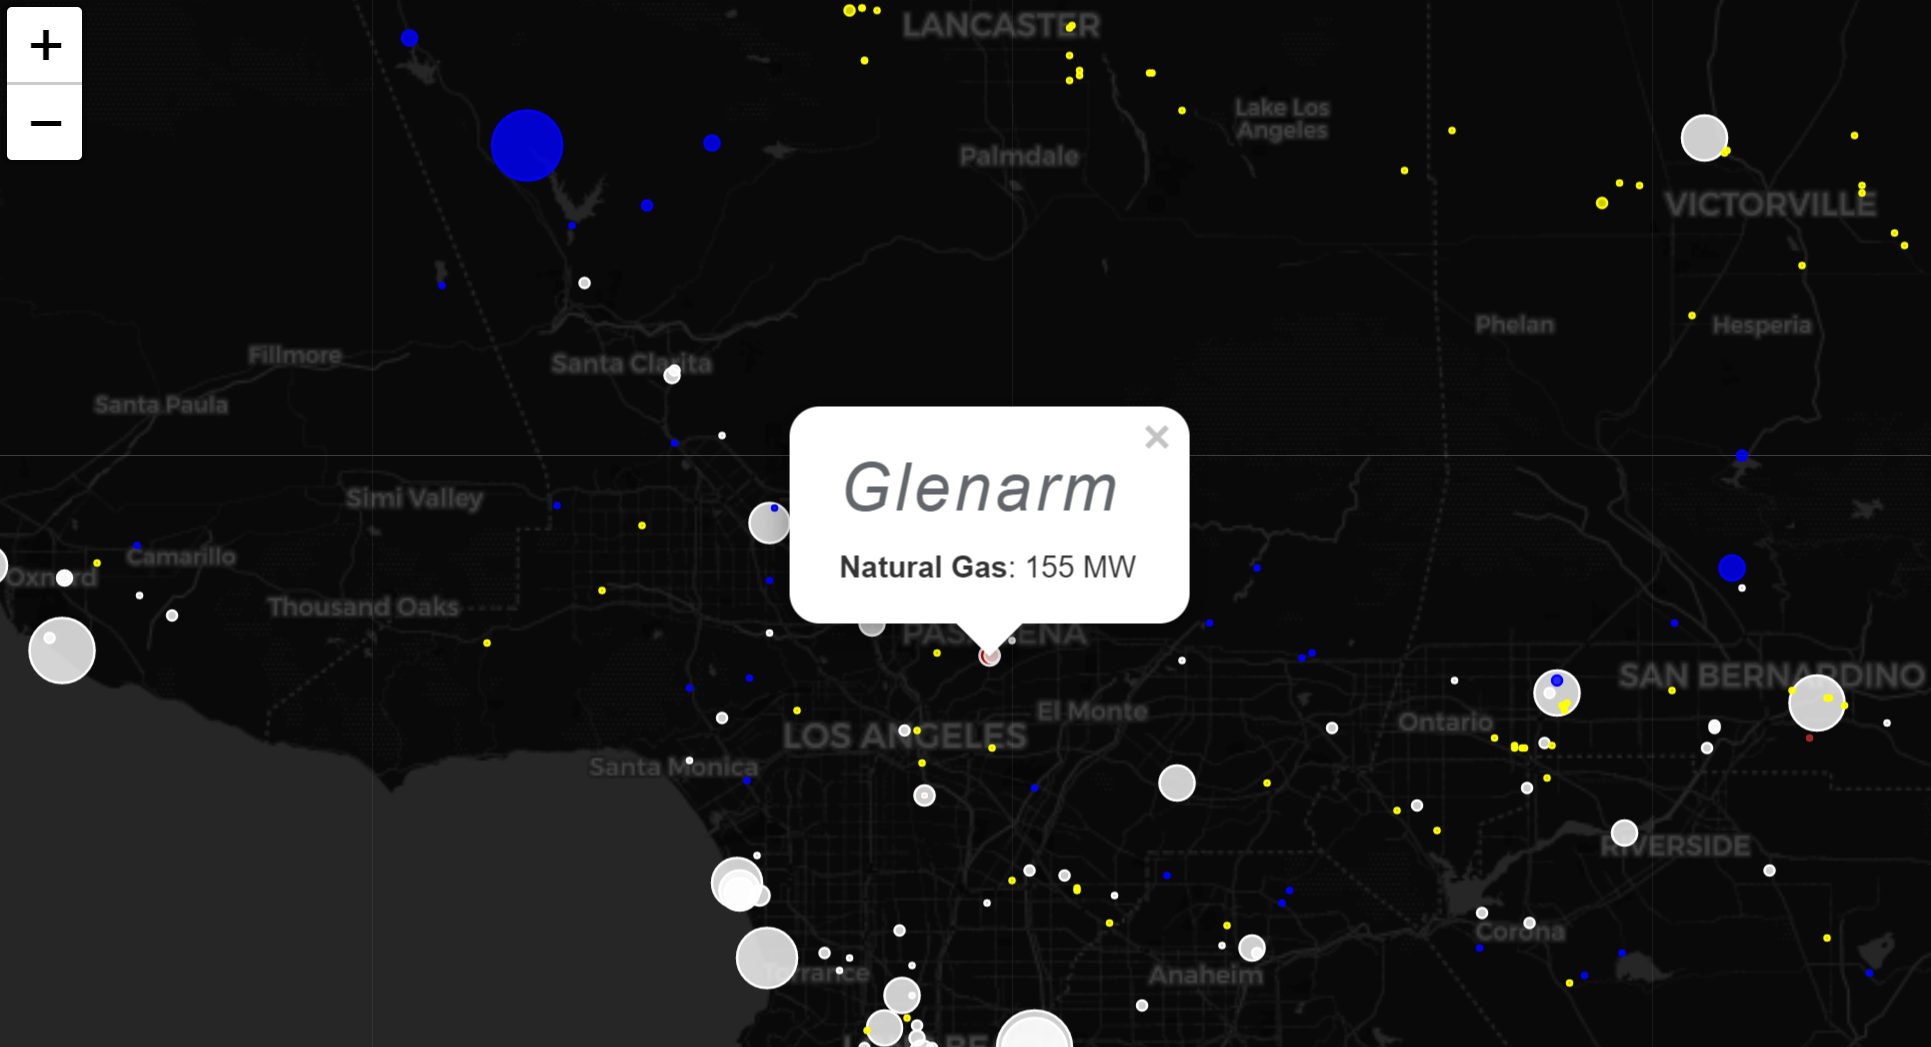 +
−
LANCASTER
Lake Los
Angeles
Palmdale
VICTORVILLE
Phelan
Hesperia
Fillmore
Santa Clarita
Santa Paula
×
Glenarm
Natural Gas: 155 MW
Simi Valley
Camarillo
Oxnard
Thousand Oaks
PASADENA
SAN BERNARDINO
El Monte
Ontario
LOS ANGELES
Santa Monica
RIVERSIDE
Corona
Torrance
Anaheim